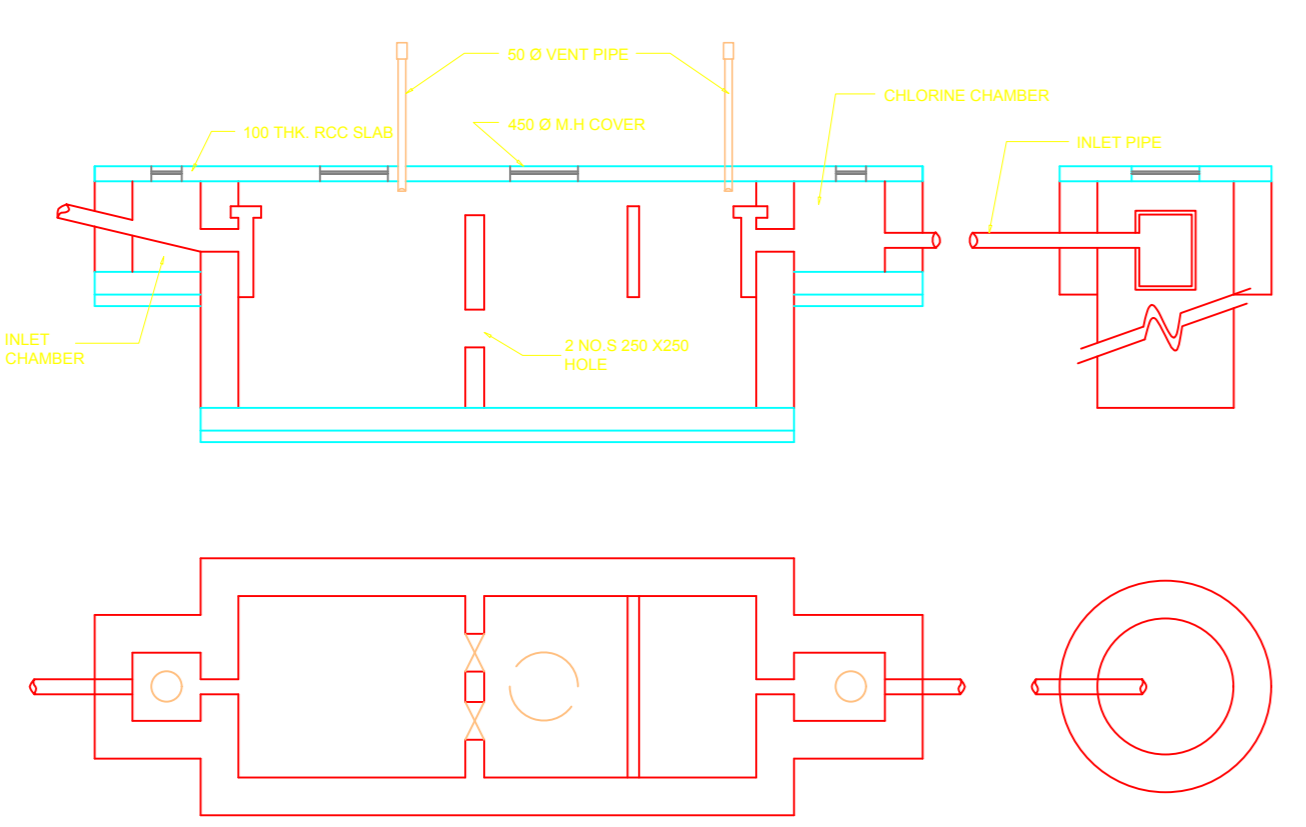 50 Ø VENT PIPE
CHLORINE CHAMBER
100 THK. RCC SLAB
450 Ø M.H COVER
INLET PIPE
INLET
CHAMBER
2 NO.S 250 X250
HOLE